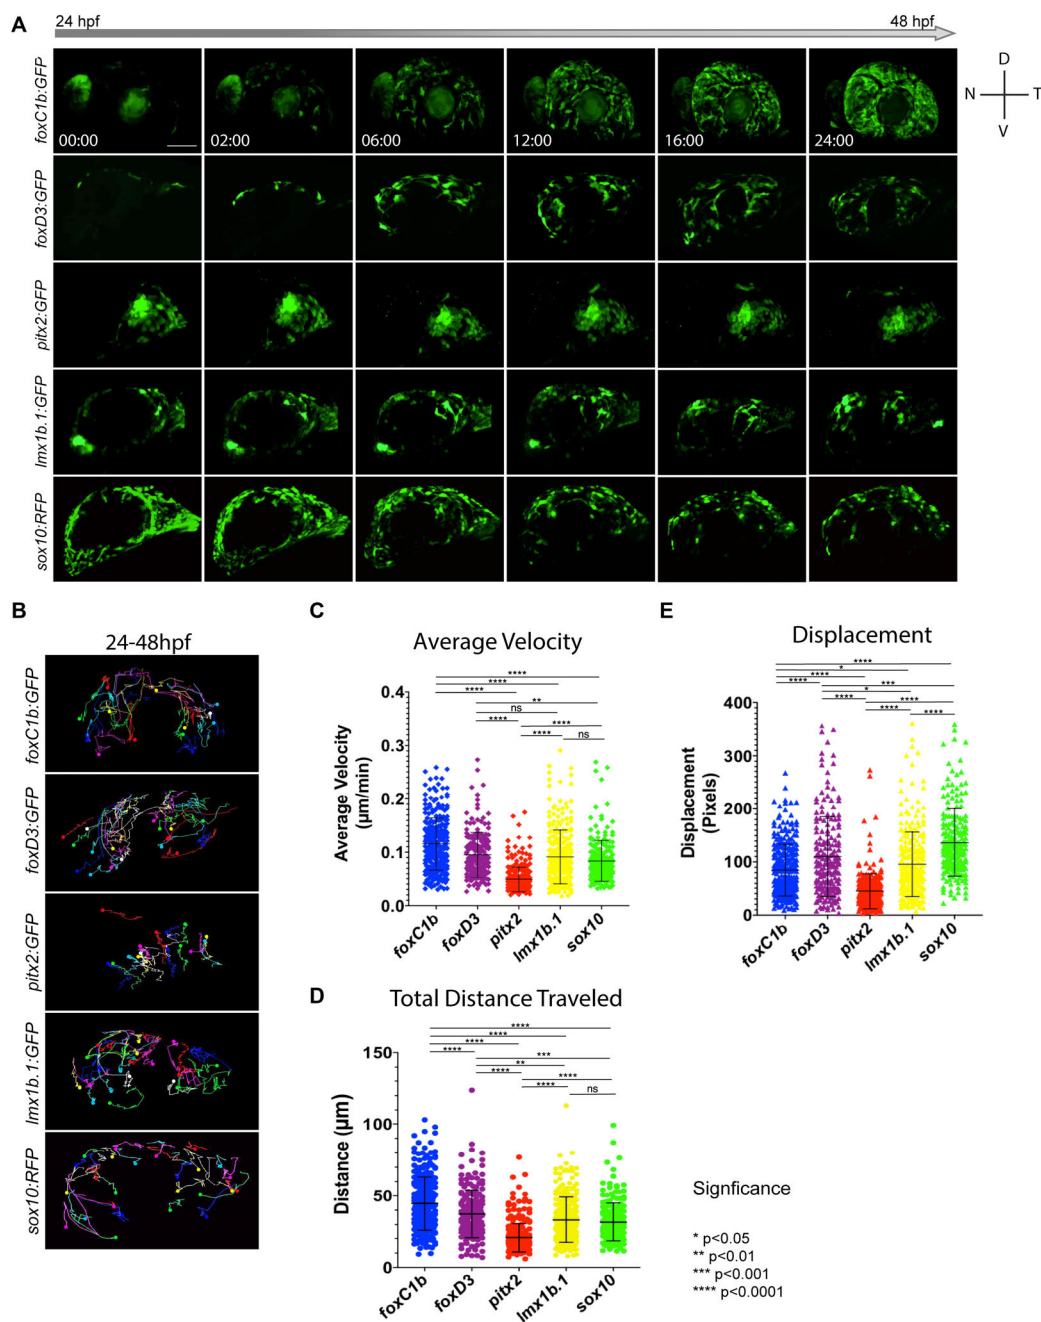 A
24 hpf
48 hpf
foxC1b:GFP
00:00
02:00
06:00
12:00
16:00
24:00
D
N
T
V
foxD3:GFP
pitx2:GFP
lmx1b.1:GFP
sox10:RFP
B
24-48hpf
foxC1b:GFP
foxD3:GFP
pitx2:GFP
lmx1b.1:GFP
sox10:RFP
C
Average Velocity
****
****
****
**
ns
****
****
****
ns
Average Velocity
(µm/min)
0.4
0.3
0.2
0.1
0.0
foxC1b
foxD3
pitx2
lmx1b.1
sox10
E
Displacement
****
*
****
****
***
*
****
****
****
****
Displacement
(Pixels)
400
300
200
100
0
foxC1b
foxD3
pitx2
lmx1b.1
sox10
D
Total Distance Traveled
****
****
****
****
***
**
****
****
****
ns
Distance (µm)
150
100
50
0
foxC1b
foxD3
pitx2
lmx1b.1
sox10
Signficance
* p<0.05
** p<0.01
*** p<0.001
**** p<0.0001